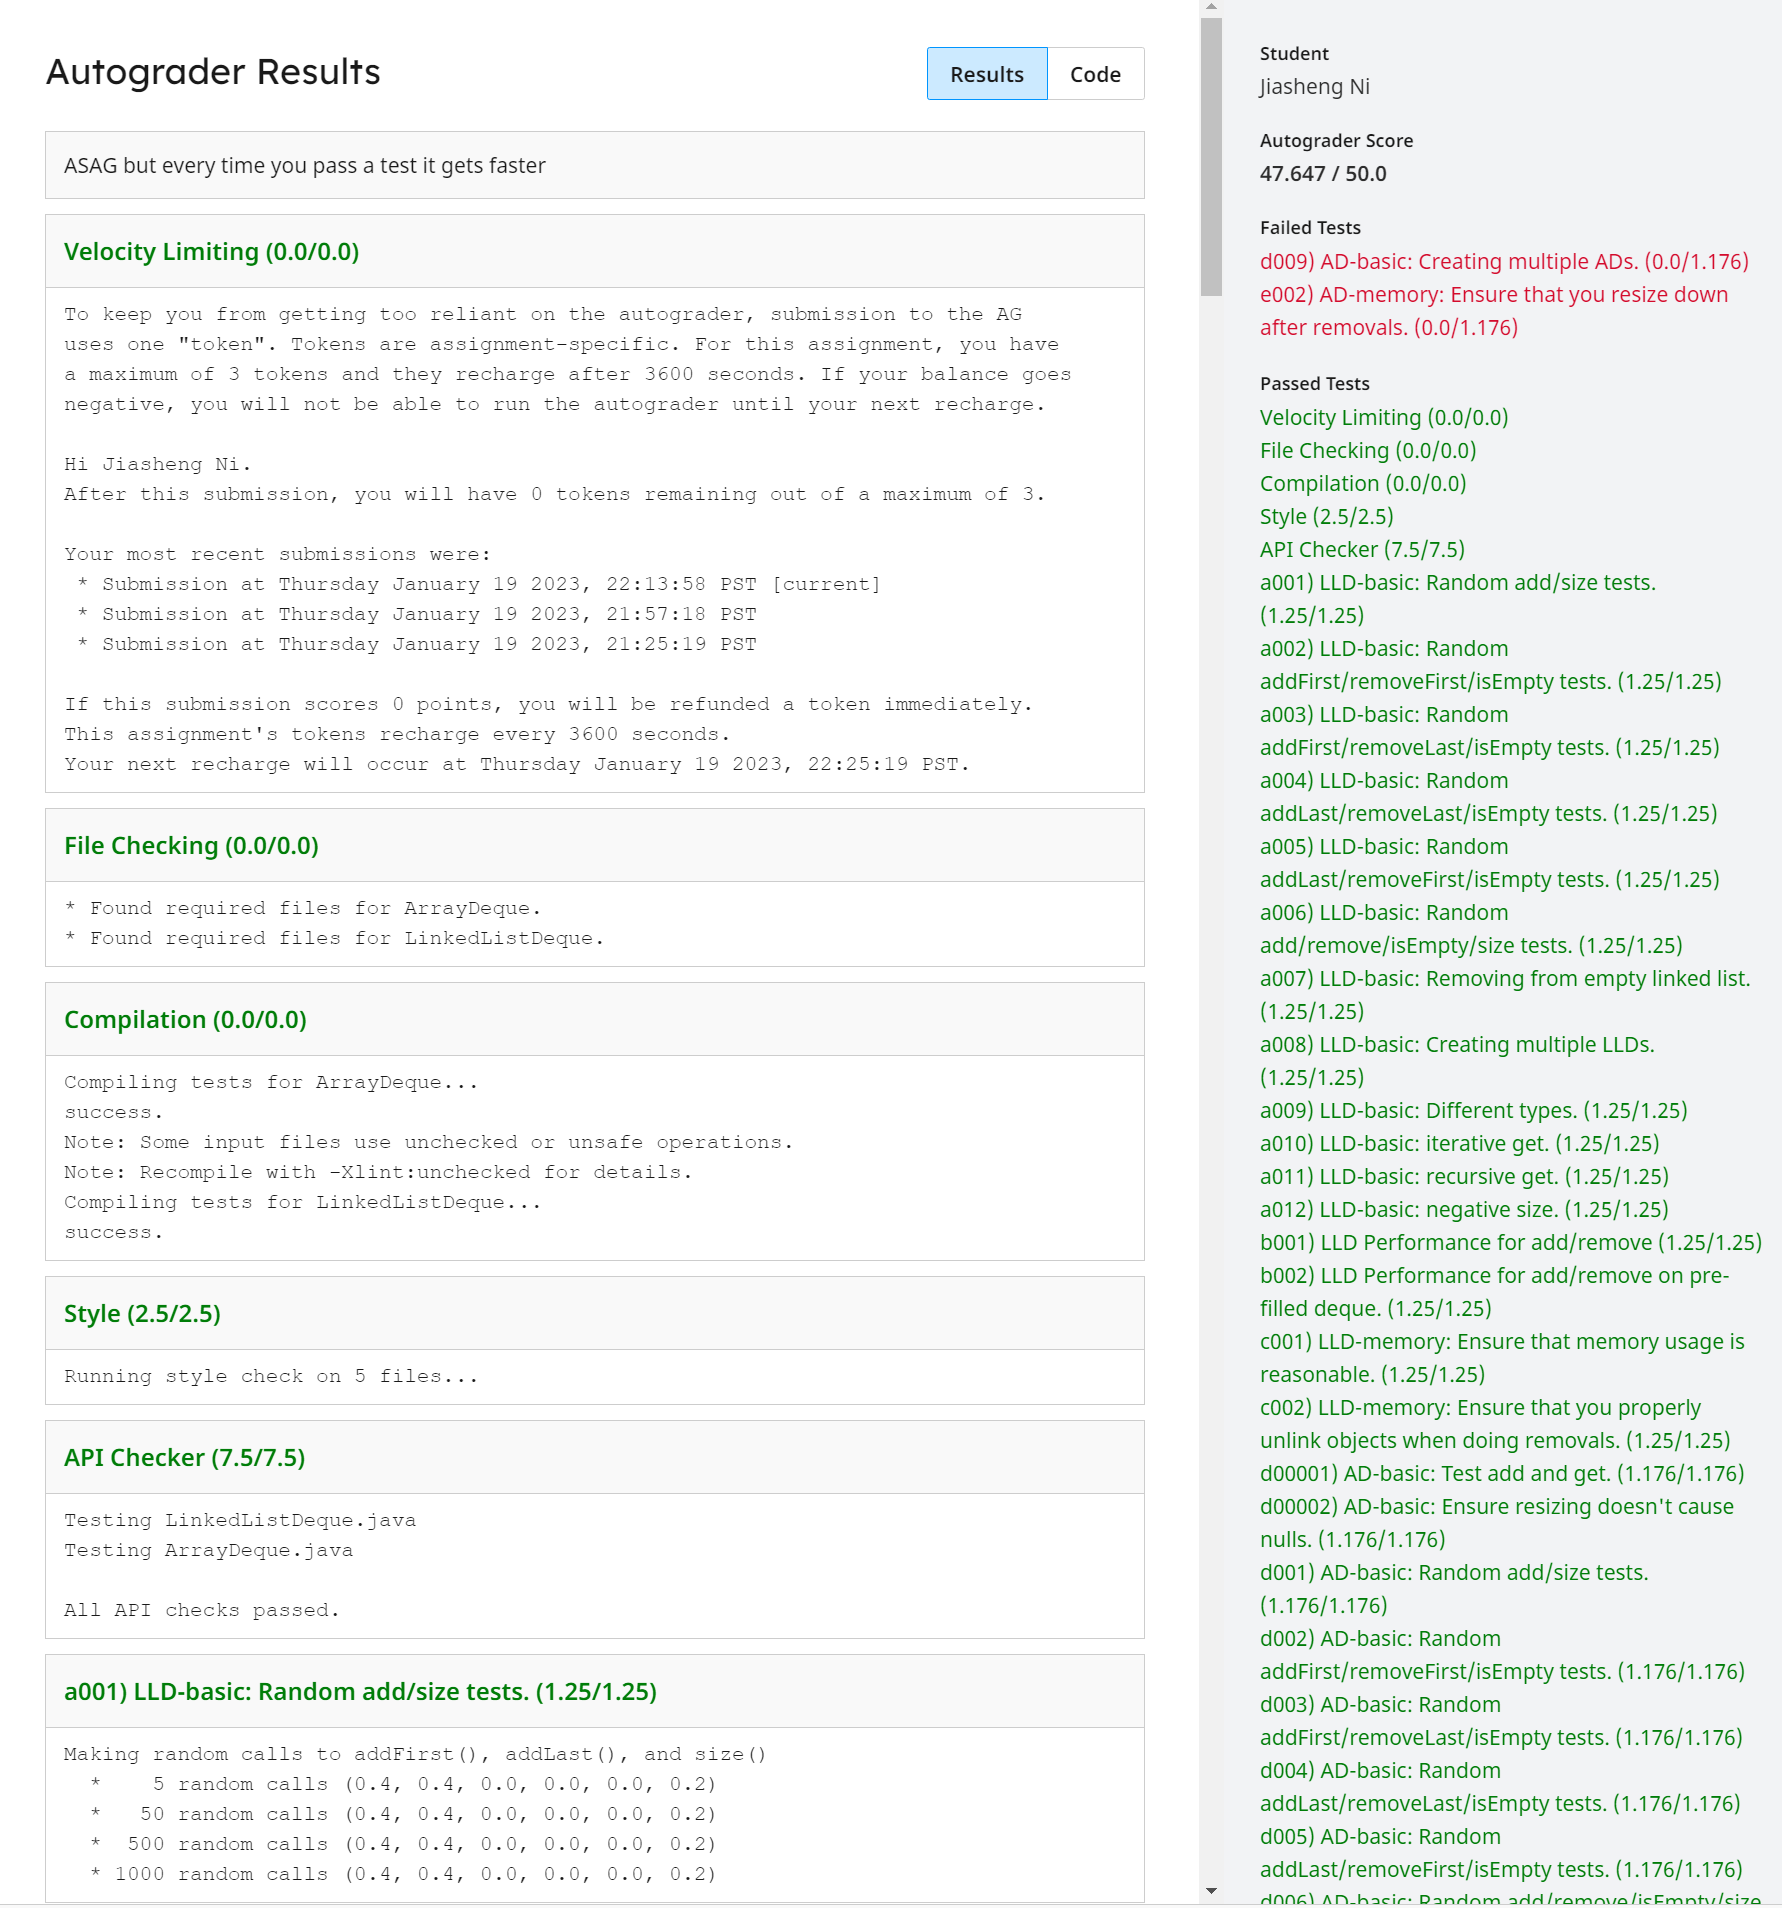 Autograder Results
Results
Code
ASAG but every time you pass a test it gets faster
Velocity Limiting (0.0/0.0)
To keep you from getting too reliant on the autograder, submission to the AG
uses one "token". Tokens are assignment-specific. For this assignment, you have
a maximum of 3 tokens and they recharge after 3600 seconds. If your balance goes
negative, you will not be able to run the autograder until your next recharge.
Hi Jiasheng Ni.
After this submission, you will have 0 tokens remaining out of a maximum of 3.
Your most recent submissions were:
* Submission at Thursday January 19 2023, 22:13:58 PST [current]
* Submission at Thursday January 19 2023, 21:57:18 PST
* Submission at Thursday January 19 2023, 21:25:19 PST
If this submission scores 0 points, you will be refunded a token immediately.
This assignment's tokens recharge every 3600 seconds.
Your next recharge will occur at Thursday January 19 2023, 22:25:19 PST.
File Checking (0.0/0.0)
* Found required files for ArrayDeque.
* Found required files for LinkedListDeque.
Compilation (0.0/0.0)
Compiling tests for ArrayDeque...
success.
Note: Some input files use unchecked or unsafe operations.
Note: Recompile with -Xlint:unchecked for details.
Compiling tests for LinkedListDeque...
success.
Style (2.5/2.5)
Running style check on 5 files...
API Checker (7.5/7.5)
Testing LinkedListDeque.java
Testing ArrayDeque.java
All API checks passed.
a001) LLD-basic: Random add/size tests. (1.25/1.25)
Making random calls to addFirst(), addLast(), and size()
* 5 random calls (0.4, 0.4, 0.0, 0.0, 0.0, 0.2)
* 50 random calls (0.4, 0.4, 0.0, 0.0, 0.0, 0.2)
* 500 random calls (0.4, 0.4, 0.0, 0.0, 0.0, 0.2)
* 1000 random calls (0.4, 0.4, 0.0, 0.0, 0.0, 0.2)
Student
Jiasheng Ni
Autograder Score
47.647 / 50.0
Failed Tests
d009) AD-basic: Creating multiple ADs. (0.0/1.176)
e002) AD-memory: Ensure that you resize down
after removals. (0.0/1.176)
Passed Tests
Velocity Limiting (0.0/0.0)
File Checking (0.0/0.0)
Compilation (0.0/0.0)
Style (2.5/2.5)
API Checker (7.5/7.5)
a001) LLD-basic: Random add/size tests.
(1.25/1.25)
a002) LLD-basic: Random
addFirst/removeFirst/isEmpty tests. (1.25/1.25)
a003) LLD-basic: Random
addFirst/removeLast/isEmpty tests. (1.25/1.25)
a004) LLD-basic: Random
addLast/removeLast/isEmpty tests. (1.25/1.25)
a005) LLD-basic: Random
addLast/removeFirst/isEmpty tests. (1.25/1.25)
a006) LLD-basic: Random
add/remove/isEmpty/size tests. (1.25/1.25)
a007) LLD-basic: Removing from empty linked list.
(1.25/1.25)
a008) LLD-basic: Creating multiple LLDs.
(1.25/1.25)
a009) LLD-basic: Different types. (1.25/1.25)
a010) LLD-basic: iterative get. (1.25/1.25)
a011) LLD-basic: recursive get. (1.25/1.25)
a012) LLD-basic: negative size. (1.25/1.25)
b001) LLD Performance for add/remove (1.25/1.25)
b002) LLD Performance for add/remove on pre-
filled deque. (1.25/1.25)
c001) LLD-memory: Ensure that memory usage is
reasonable. (1.25/1.25)
c002) LLD-memory: Ensure that you properly
unlink objects when doing removals. (1.25/1.25)
d00001) AD-basic: Test add and get. (1.176/1.176)
d00002) AD-basic: Ensure resizing doesn't cause
nulls. (1.176/1.176)
d001) AD-basic: Random add/size tests.
(1.176/1.176)
d002) AD-basic: Random
addFirst/removeFirst/isEmpty tests. (1.176/1.176)
d003) AD-basic: Random
addFirst/removeLast/isEmpty tests. (1.176/1.176)
d004) AD-basic: Random
addLast/removeLast/isEmpty tests. (1.176/1.176)
d005) AD-basic: Random
addLast/removeFirst/isEmpty tests. (1.176/1.176)
d006) AD-basic: Random add/remove/isEmpty/size